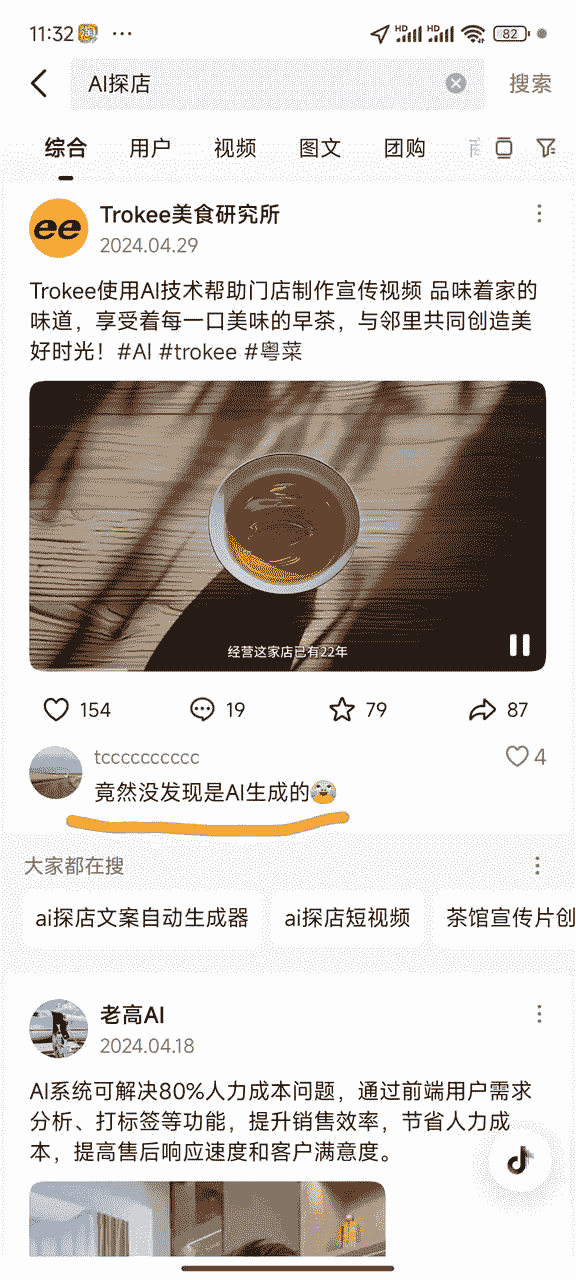 11:32 淘 ... HD HD 82
AI探店 搜索
综合 用户 视频 图文 团购
ee Trokee美食研究所
2024.04.29
Trokee使用AI技术帮助门店制作宣传视频 品味着家的
味道，享受着每一口美味的早茶，与邻里共同创造美
好时光！#AI #trokee #粤菜
经营这家店已有22年
154 19 79 87
tcccccccccc 4
竟然没发现是AI生成的
大家都在搜
ai探店文案自动生成器 ai探店短视频 茶馆宣传片创
老高AI
2024.04.18
AI系统可解决80%人力成本问题，通过前端用户需求
分析、打标签等功能，提升销售效率，节省人力成
本，提高售后响应速度和客户满意度。